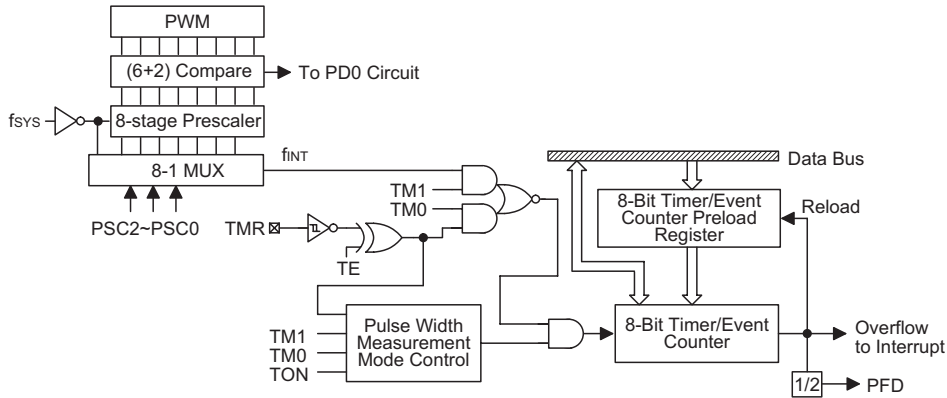 PWM
(6+2) Compare
To PD0 Circuit
fSYS
8-stage Prescaler
8-1 MUX
fINT
PSC2~PSC0
TM1
TM0
TMR
TE
Data Bus
8-Bit Timer/Event
Counter Preload
Register
Reload
TM1
TM0
TON
Pulse Width
Measurement
Mode Control
8-Bit Timer/Event
Counter
Overflow
to Interrupt
1/2
PFD